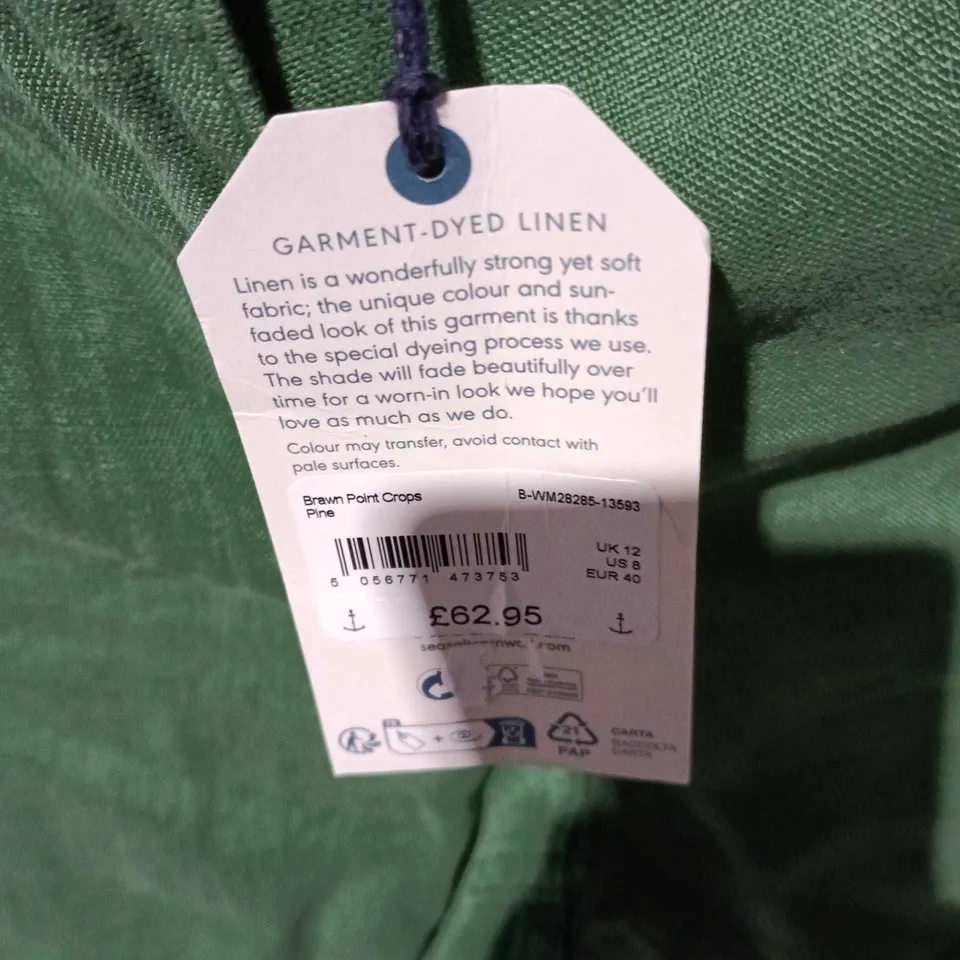 GARMENT-DYED LINEN
Linen is a wonderfully strong yet soft
fabric; the unique colour and sun-
faded look of this garment is thanks
to the special dyeing process we use.
The shade will fade beautifully over
time for a worn-in look we hope you'll
love as much as we do.
Colour may transfer, avoid contact with
pale surfaces.
Brawn Point Crops B-WM28285-13593
Pine
UK 12
US 8
EUR 40
5 056771 473753
£62.95
21
PAP
CARTA
RACCOLTA
CARTA